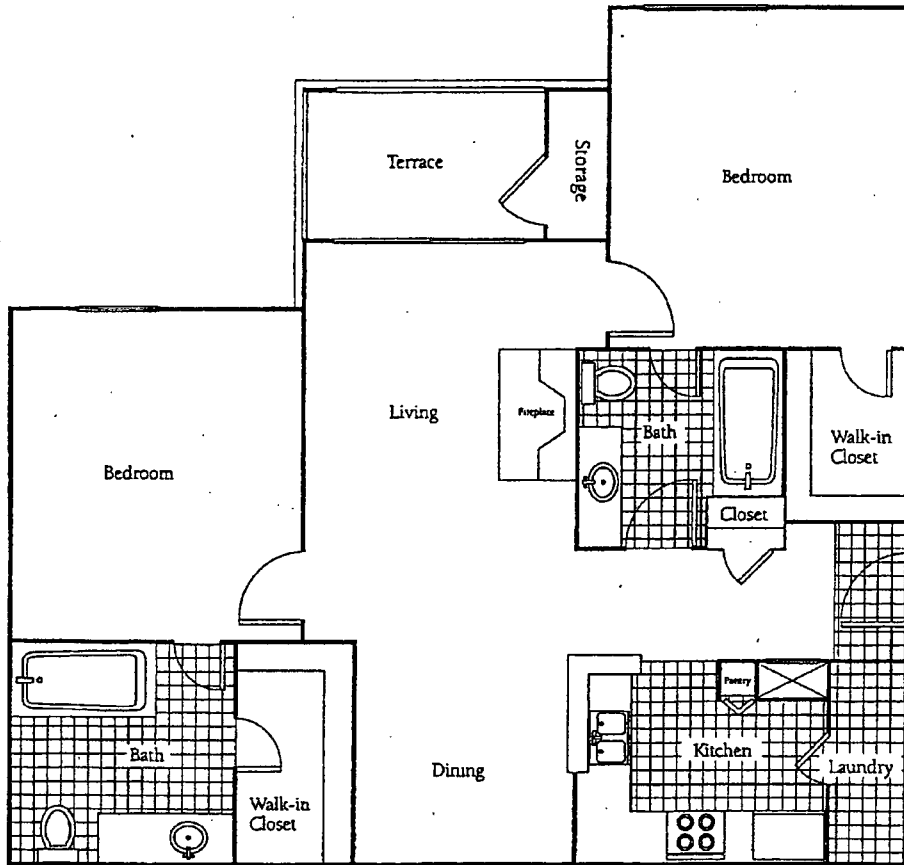 Terrace
Storage
Bedroom
Living
Fireplace
Bath
Walk-in
Closet
Bedroom
Closet
Pantry
Kitchen
Laundry
Bath
Dining
Walk-in
Closet